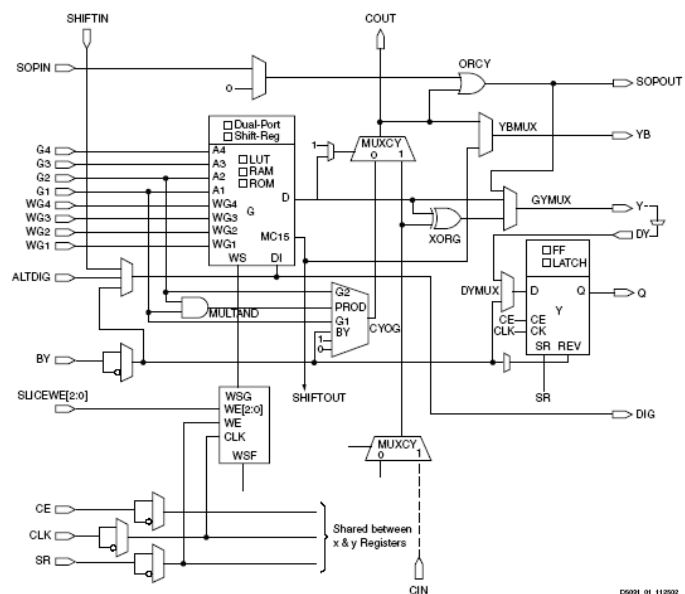 SHIFTIN
COUT
SOPIN
ORCY
SOPOUT
0
Dual-Port
Shift-Reg
YBMUX
YB
G4
G3
G2
G1
WG4
WG3
WG2
WG1
A4
A3
A2
A1
WG4
WG3
WG2
WG1
LUT
RAM
ROM
G
D
MC15
WS
DI
1
MUXCY
0
1
GYMUX
Y
DY
XORG
FF
LATCH
ALTDIG
DYMUX
D
Q
Q
Y
CE
CLK
CE
CK
SR
REV
SR
G2
PROD
G1
BY
1
0
CYOG
MULTAND
BY
SHIFTOUT
DIG
SLICEWE[2:0]
WSG
WE[2:0]
WE
CLK
WSF
MUXCY
0
1
CE
CLK
SR
Shared between
x & y Registers
CIN